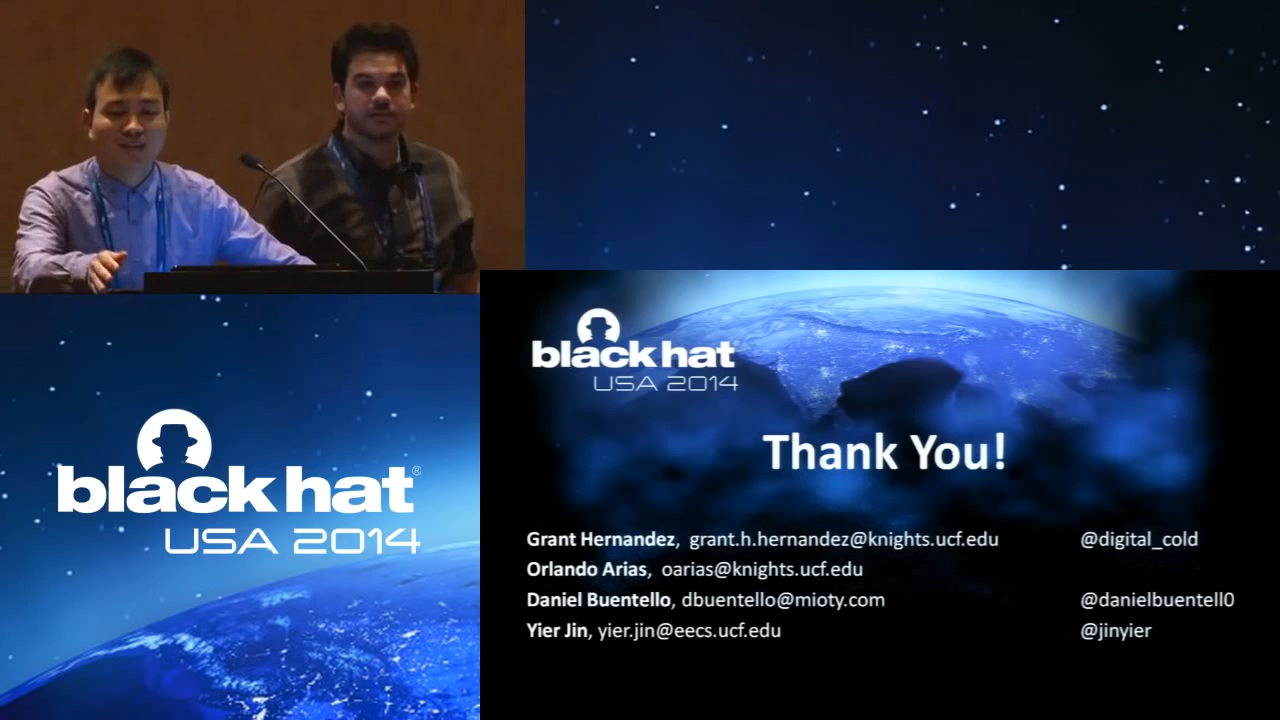 black hat
USA 2014
Thank You!
Grant Hernandez, grant.h.hernandez@knights.ucf.edu @digital_cold
Orlando Arias, oarias@knights.ucf.edu
Daniel Buentello, dbuentello@mioty.com @danielbuentell0
Yier Jin, yier.jin@eecs.ucf.edu @jinyier
black hat®
USA 2014